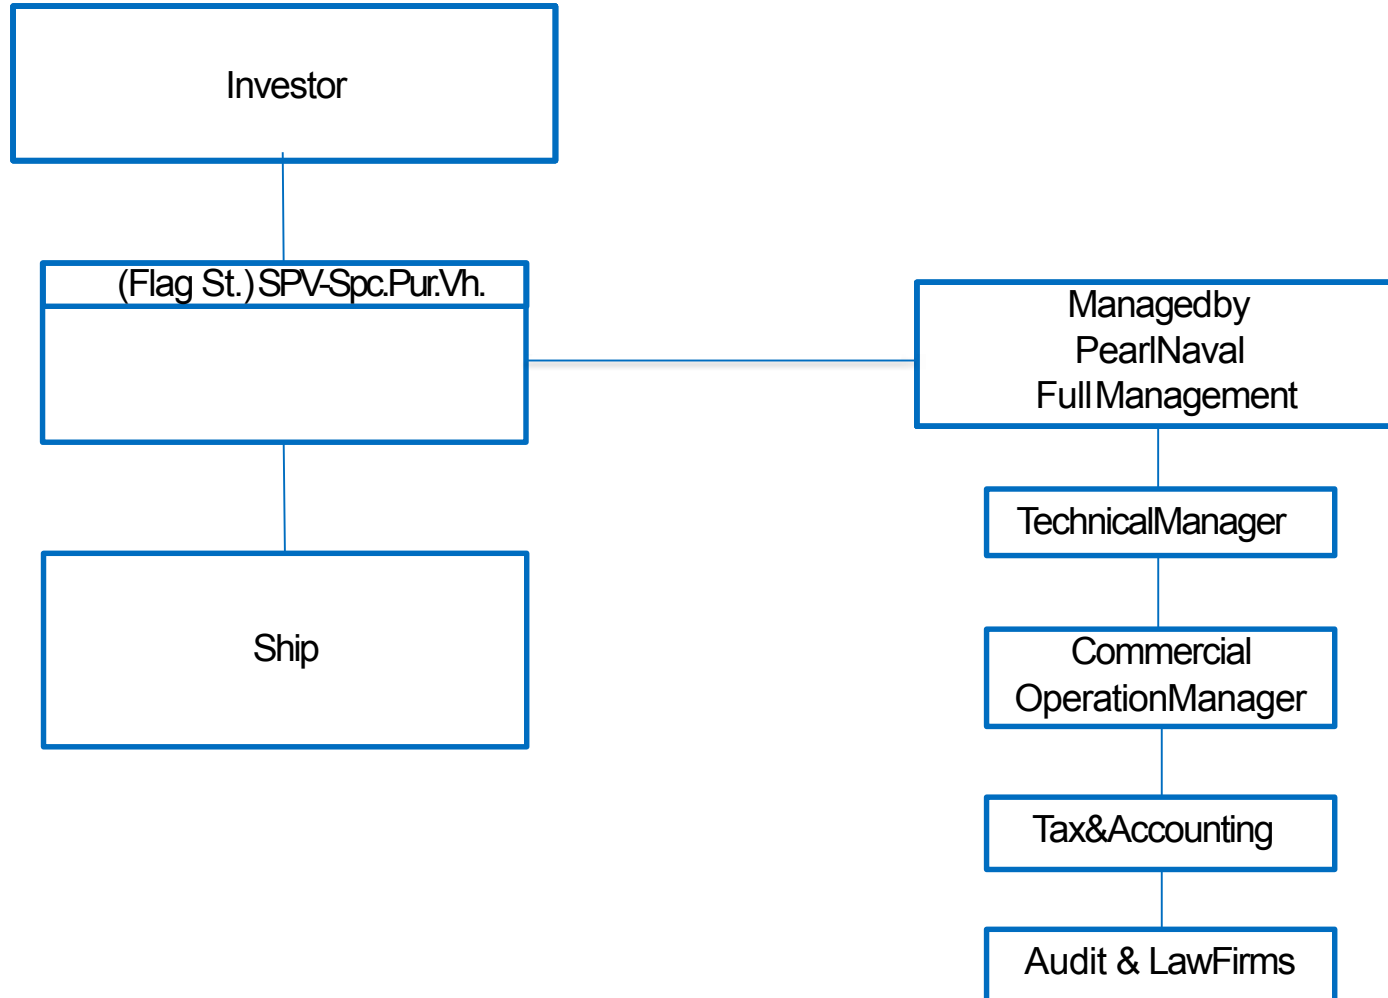 Investor
(Flag St.) SPV-Spc.Pur.Vh.
Managedby
PearlNaval
FullManagement
TechnicalManager
Commercial
OperationManager
Ship
Tax&Accounting
Audit & LawFirms